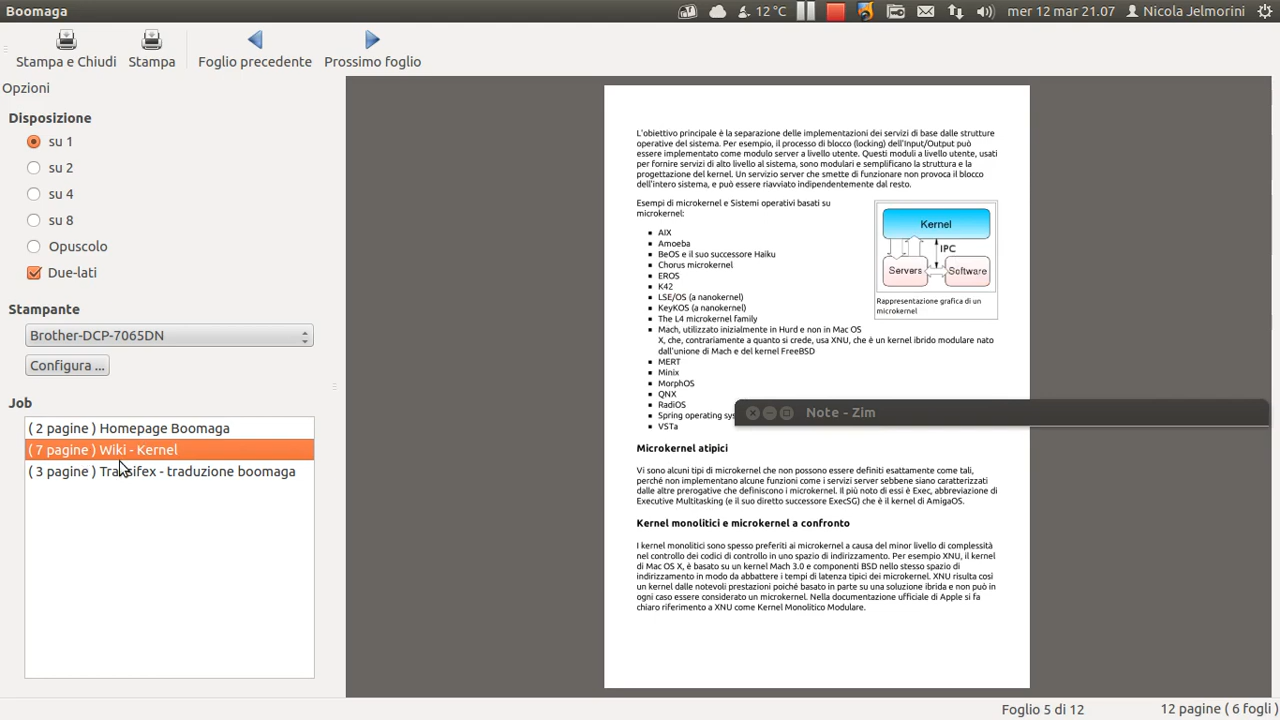 Boomaga
12 °C
mer 12 mar 21.07
Nicola Jelmorini
Stampa e Chiudi
Stampa
Foglio precedente
Prossimo foglio
Opzioni
Disposizione
su 1
su 2
su 4
su 8
Opuscolo
Due-lati
Stampante
Brother-DCP-7065DN
Configura ...
Job
( 2 pagine ) Homepage Boomaga
( 7 pagine ) Wiki - Kernel
( 3 pagine ) Transifex - traduzione boomaga
L'obiettivo principale è la separazione delle implementazioni dei servizi di base dalle strutture
operative del sistema. Per esempio, il processo di blocco (locking) dell'Input/Output può
essere implementato come modulo server a livello utente. Questi moduli a livello utente, usati
per fornire servizi di alto livello al sistema, sono modulari e semplificano la struttura e la
progettazione del kernel. Un servizio server che smette di funzionare non provoca il blocco
dell'intero sistema, e può essere riavviato indipendentemente dal resto.
Esempi di microkernel e Sistemi operativi basati su
microkernel:
AIX
Amoeba
BeOS e il suo successore Haiku
Chorus microkernel
EROS
K42
LSE/OS (a nanokernel)
KeyKOS (a nanokernel)
The L4 microkernel family
Mach, utilizzato inizialmente in Hurd e non in Mac OS
X, che, contrariamente a quanto si crede, usa XNU, che è un kernel ibrido modulare nato
dall'unione di Mach e del kernel FreeBSD
MERT
Minix
MorphOS
QNX
RadiOS
Spring operating sys
VSTa
Kernel
IPC
Servers
Software
Rappresentazione grafica di un
microkernel
Note - Zim
Microkernel atipici
Vi sono alcuni tipi di microkernel che non possono essere definiti esattamente come tali,
perché non implementano alcune funzioni come i servizi server sebbene siano caratterizzati
dalle altre prerogative che definiscono i microkernel. Il più noto di essi è Exec, abbreviazione di
Executive Multitasking (e il suo diretto successore ExecSG) che è il kernel di AmigaOS.
Kernel monolitici e microkernel a confronto
I kernel monolitici sono spesso preferiti ai microkernel a causa del minor livello di complessità
nel controllo dei codici di controllo in uno spazio di indirizzamento. Per esempio XNU, il kernel
di Mac OS X, è basato su un kernel Mach 3.0 e componenti BSD nello stesso spazio di
indirizzamento in modo da abbattere i tempi di latenza tipici dei microkernel. XNU risulta così
un kernel dalle notevoli prestazioni poiché basato in parte su una soluzione ibrida e non può in
ogni caso essere considerato un microkernel. Nella documentazione ufficiale di Apple si fa
chiaro riferimento a XNU come Kernel Monolitico Modulare.
Foglio 5 di 12
12 pagine ( 6 fogli )